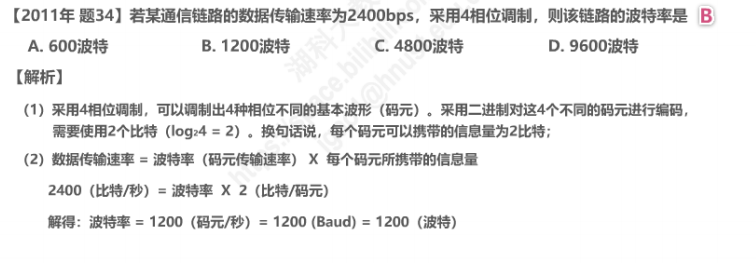 【2011年 题34】若某通信链路的数据传输速率为2400bps，采用4相位调制，则该链路的波特率是 B
A. 600波特 B. 1200波特 C. 4800波特 D. 9600波特
【解析】
（1）采用4相位调制，可以调制出4种相位不同的基本波形（码元）。采用二进制对这4个不同的码元进行编码，
需要使用2个比特（log₂4 = 2）。换句话说，每个码元可以携带的信息量为2比特；
（2）数据传输速率 = 波特率（码元传输速率） X 每个码元所携带的信息量
2400（比特/秒）= 波特率 X 2（比特/码元）
解得：波特率 = 1200（码元/秒）= 1200 (Baud) = 1200（波特）